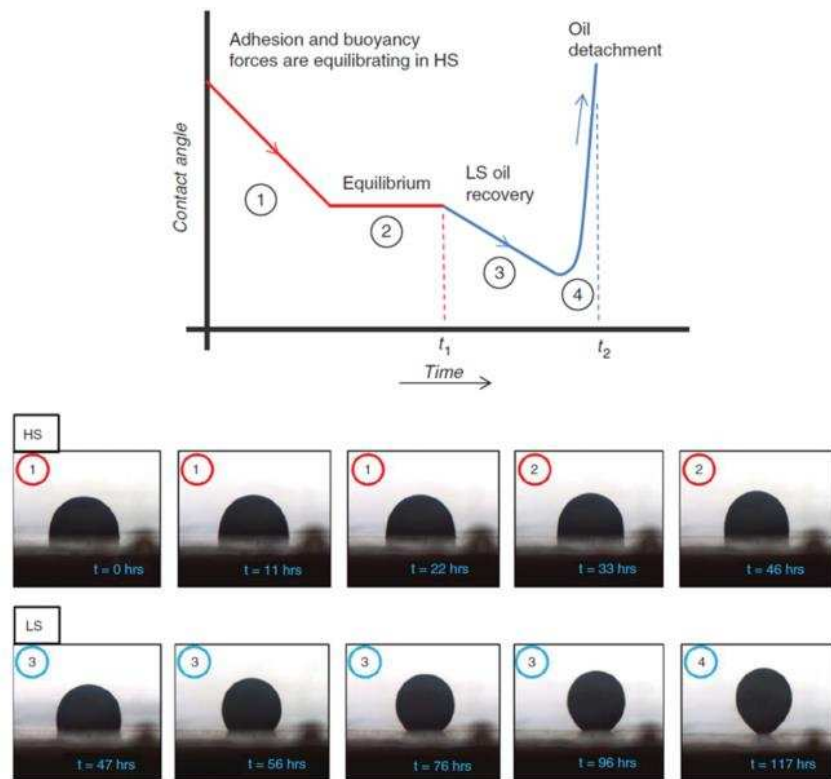 Adhesion and buoyancy
forces are equilibrating in HS
Oil
detachment
Contact angle
Equilibrium
LS oil
recovery
1
2
3
4
t1
t2
Time
HS
1
1
1
2
2
t = 0 hrs
t = 11 hrs
t = 22 hrs
t = 33 hrs
t = 46 hrs
LS
3
3
3
3
4
t = 47 hrs
t = 56 hrs
t = 76 hrs
t = 96 hrs
t = 117 hrs